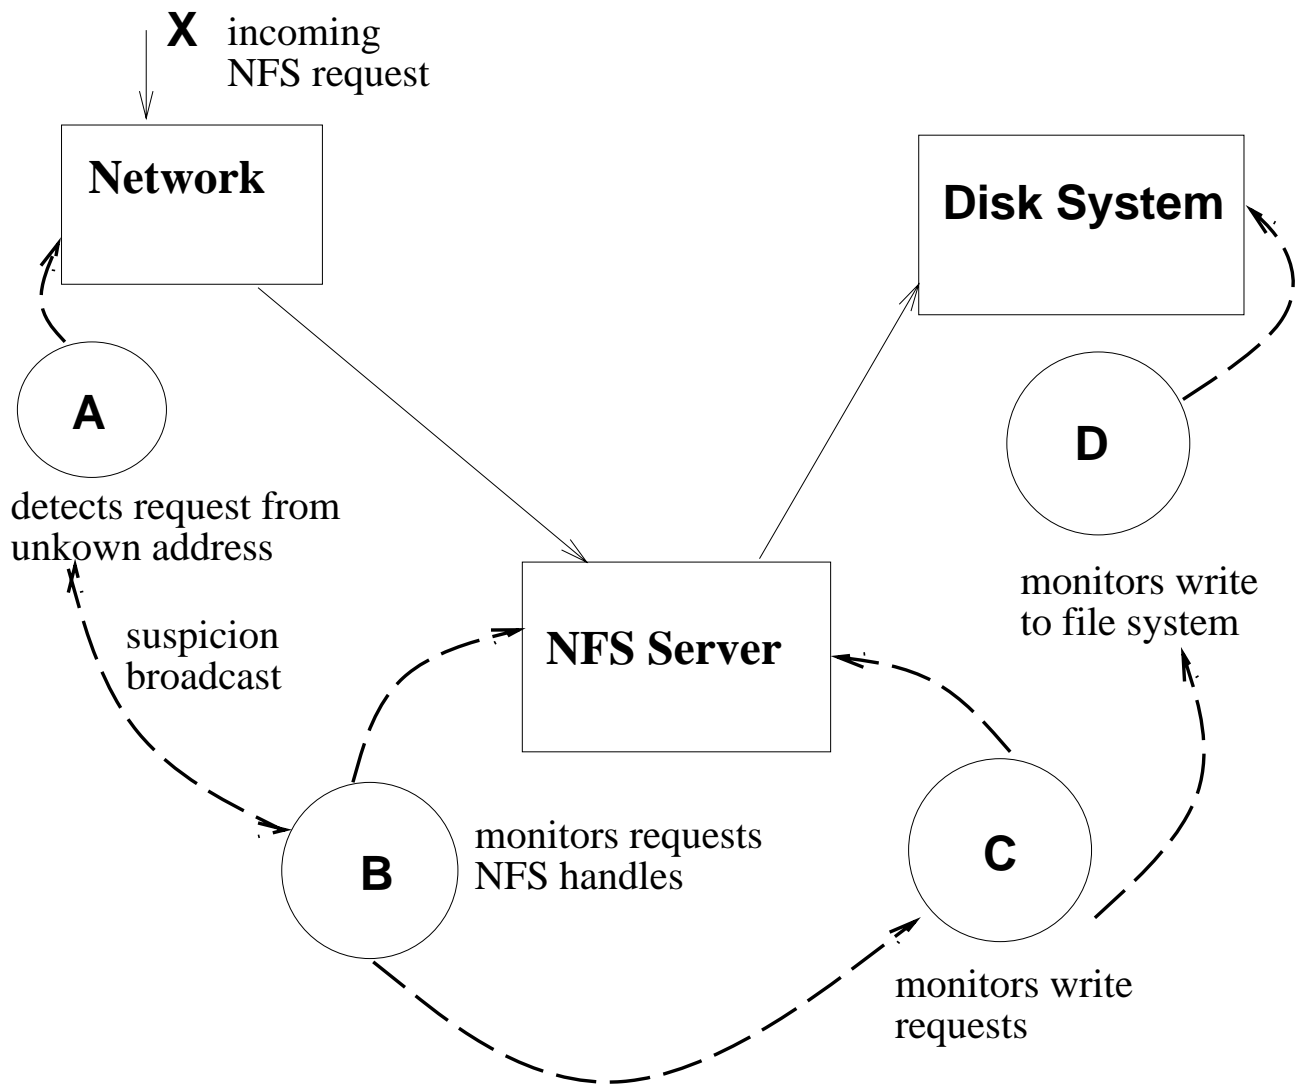 X
incoming
NFS request
Network
Disk System
A
D
detects request from
unkown address
monitors write
to file system
suspicion
broadcast
NFS Server
B
monitors requests
NFS handles
C
monitors write
requests